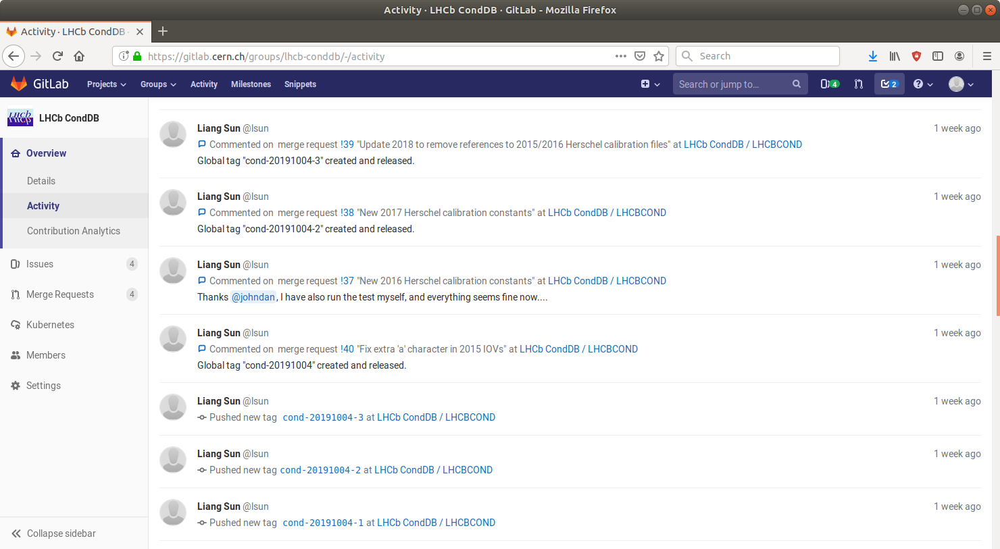 Activity · LHCb CondDB · GitLab - Mozilla Firefox
Activity · LHCb CondDB ·
https://gitlab.cern.ch/groups/lhcb-conddb/-/activity
Search
GitLab Projects Groups Activity Milestones Snippets Search or jump to... 4 2
LHCb CondDB
Overview
Details
Activity
Contribution Analytics
Issues 4
Merge Requests 4
Kubernetes
Members
Settings
Collapse sidebar
Liang Sun @lsun 1 week ago
Commented on merge request !39 "Update 2018 to remove references to 2015/2016 Herschel calibration files" at LHCb CondDB / LHCBCOND
Global tag "cond-20191004-3" created and released.
Liang Sun @lsun 1 week ago
Commented on merge request !38 "New 2017 Herschel calibration constants" at LHCb CondDB / LHCBCOND
Global tag "cond-20191004-2" created and released.
Liang Sun @lsun 1 week ago
Commented on merge request !37 "New 2016 Herschel calibration constants" at LHCb CondDB / LHCBCOND
Thanks @johndan, I have also run the test myself, and everything seems fine now....
Liang Sun @lsun 1 week ago
Commented on merge request !40 "Fix extra 'a' character in 2015 IOVs" at LHCb CondDB / LHCBCOND
Global tag "cond-20191004" created and released.
Liang Sun @lsun 1 week ago
Pushed new tag cond-20191004-3 at LHCb CondDB / LHCBCOND
Liang Sun @lsun 1 week ago
Pushed new tag cond-20191004-2 at LHCb CondDB / LHCBCOND
Liang Sun @lsun 1 week ago
Pushed new tag cond-20191004-1 at LHCb CondDB / LHCBCOND